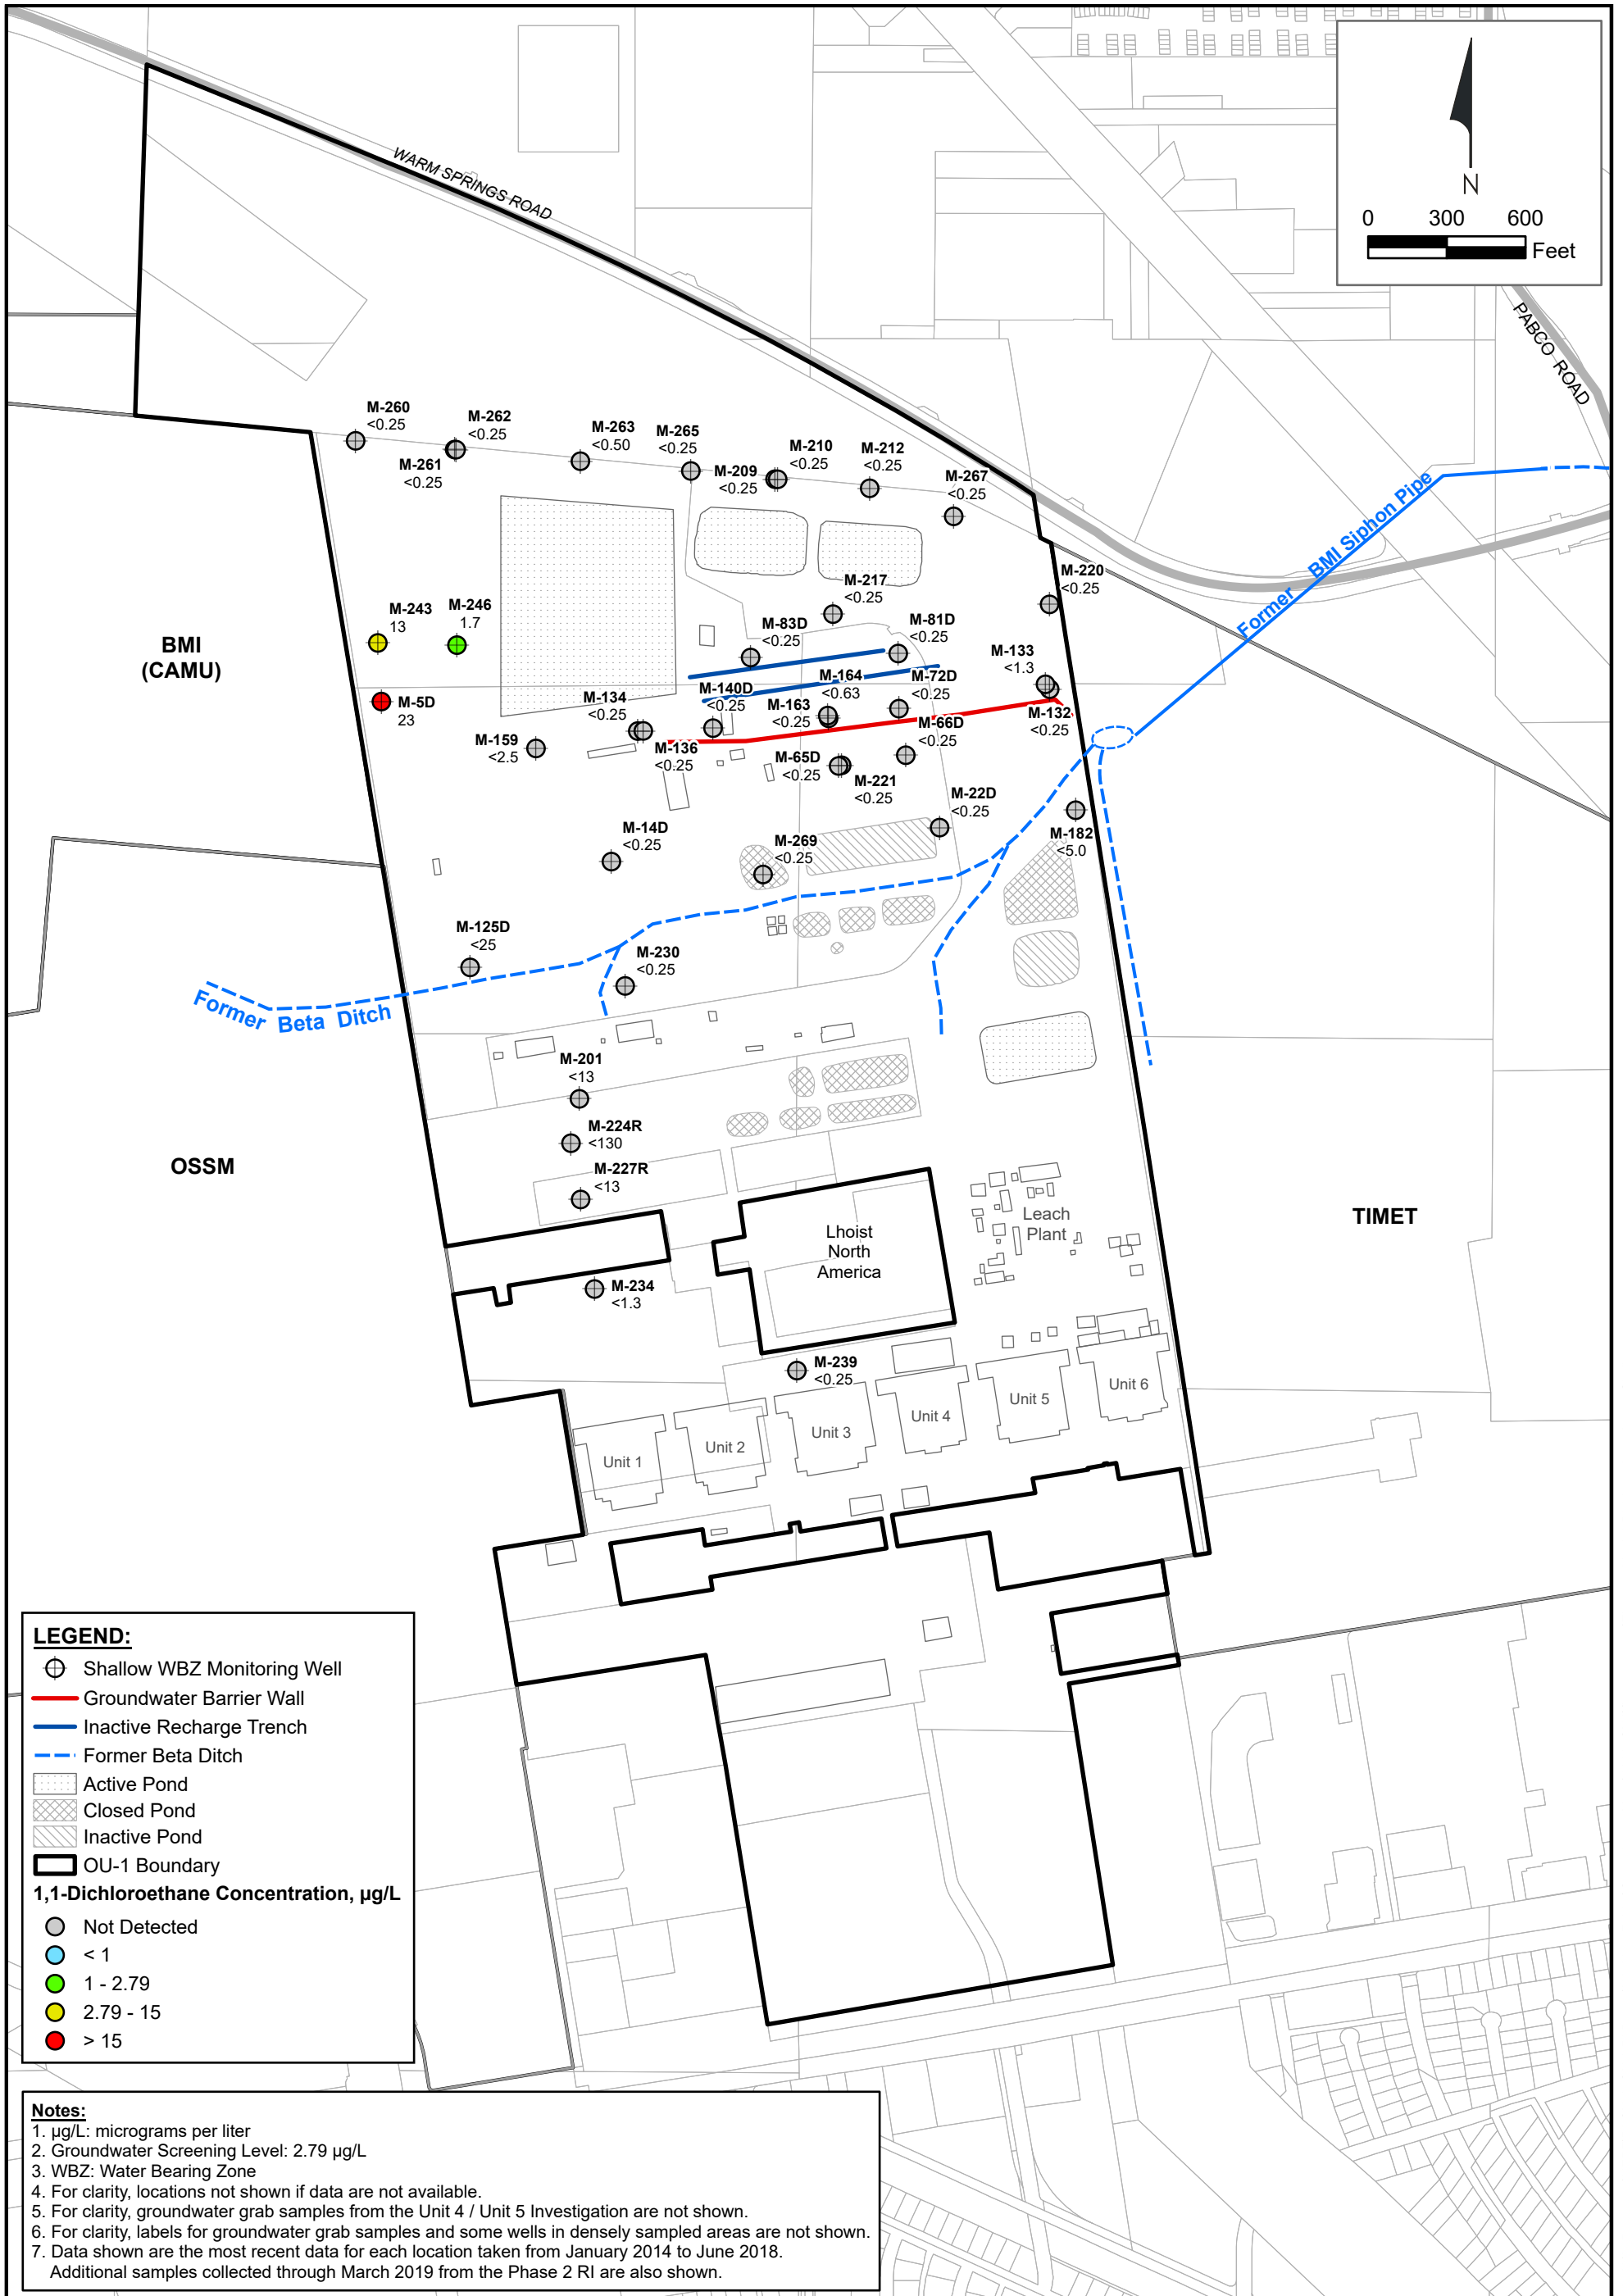 N
0 300 600
Feet
WARM SPRINGS ROAD
PABCO ROAD
M-260
<0.25
M-262
<0.25
M-261
<0.25
M-263
<0.50
M-265
<0.25
M-209
<0.25
M-210
<0.25
M-212
<0.25
M-267
<0.25
Former BMI Siphon Pipe
M-220
<0.25
M-217
<0.25
M-243
13
M-246
1.7
M-83D
<0.25
M-81D
<0.25
BMI
(CAMU)
M-133
<1.3
M-5D
23
M-134
<0.25
M-140D
<0.25
M-164
<0.63
M-72D
<0.25
M-163
<0.25
M-132
<0.25
M-159
<2.5
M-136
<0.25
M-66D
<0.25
M-65D
<0.25
M-221
<0.25
M-22D
<0.25
M-14D
<0.25
M-269
<0.25
M-182
<5.0
M-125D
<25
M-230
<0.25
Former Beta Ditch
M-201
<13
M-224R
<130
M-227R
<13
OSSM
TIMET
Leach
Plant
Lhoist
North
America
M-234
<1.3
M-239
<0.25
Unit 1
Unit 2
Unit 3
Unit 4
Unit 5
Unit 6
LEGEND:
Shallow WBZ Monitoring Well
Groundwater Barrier Wall
Inactive Recharge Trench
Former Beta Ditch
Active Pond
Closed Pond
Inactive Pond
OU-1 Boundary
1,1-Dichloroethane Concentration, µg/L
Not Detected
< 1
1 - 2.79
2.79 - 15
> 15
Notes:
1. µg/L: micrograms per liter
2. Groundwater Screening Level: 2.79 µg/L
3. WBZ: Water Bearing Zone
4. For clarity, locations not shown if data are not available.
5. For clarity, groundwater grab samples from the Unit 4 / Unit 5 Investigation are not shown.
6. For clarity, labels for groundwater grab samples and some wells in densely sampled areas are not shown.
7. Data shown are the most recent data for each location taken from January 2014 to June 2018.
Additional samples collected through March 2019 from the Phase 2 RI are also shown.